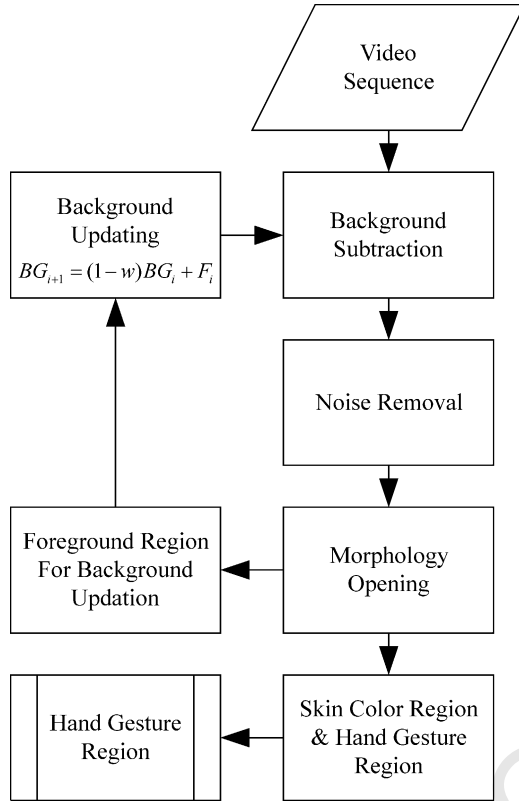 Video
Sequence
Background
Updating
BG_{i+1} = (1 − w)BG_i + F_i
Background
Subtraction
Noise Removal
Foreground Region
For Background
Updation
Morphology
Opening
Hand Gesture
Region
Skin Color Region
& Hand Gesture
Region